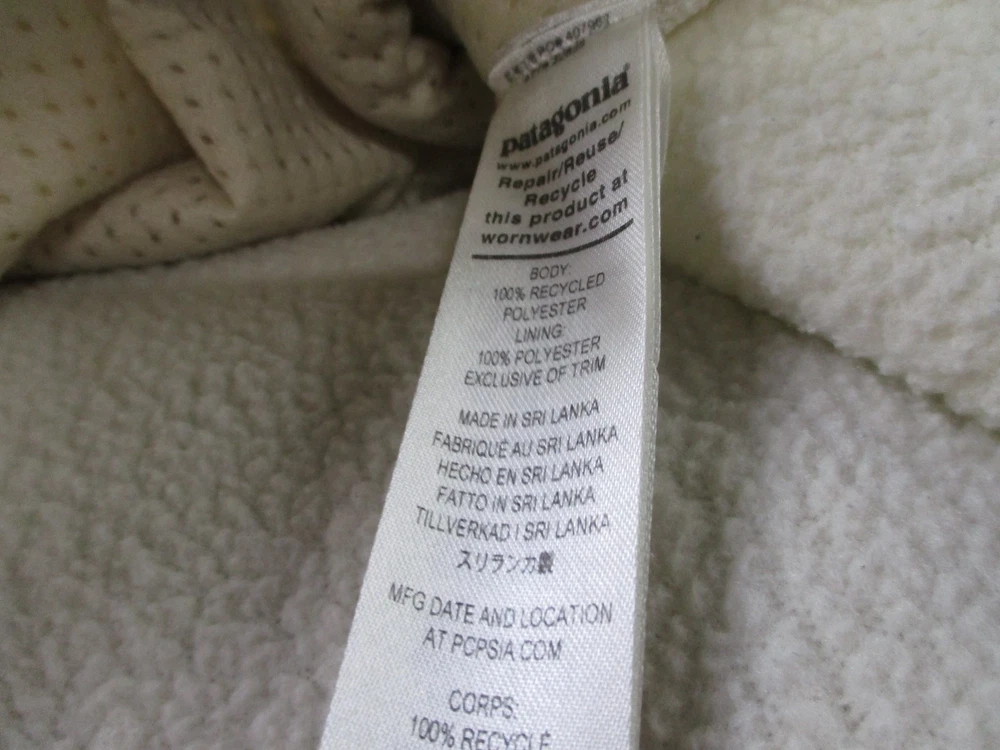 patagonia®
www.patagonia.com
Repair/Reuse/
Recycle
this product at
wornwear.com
BODY:
100% RECYCLED
POLYESTER
LINING:
100% POLYESTER
EXCLUSIVE OF TRIM
MADE IN SRI LANKA
FABRIQUÉ AU SRI LANKA
HECHO EN SRI LANKA
FATTO IN SRI LANKA
TILLVERKAD I SRI LANKA
スリランカ製
MFG DATE AND LOCATION
AT PCPSIA.COM
CORPS:
100% RECYCLÉ